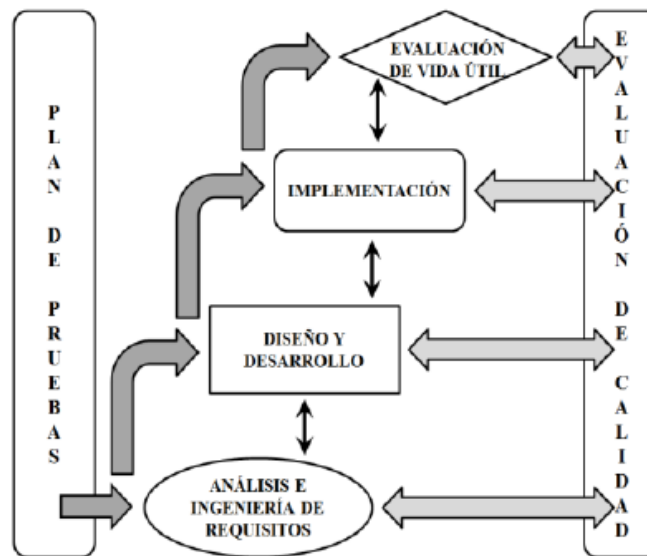 PLAN DE PRUEBAS
EVALUACIÓN
DE VIDA ÚTIL
IMPLEMENTACIÓN
DISEÑO Y
DESARROLLO
ANÁLISIS E
INGENIERÍA DE
REQUISITOS
EVALUACIÓN DE CALIDAD